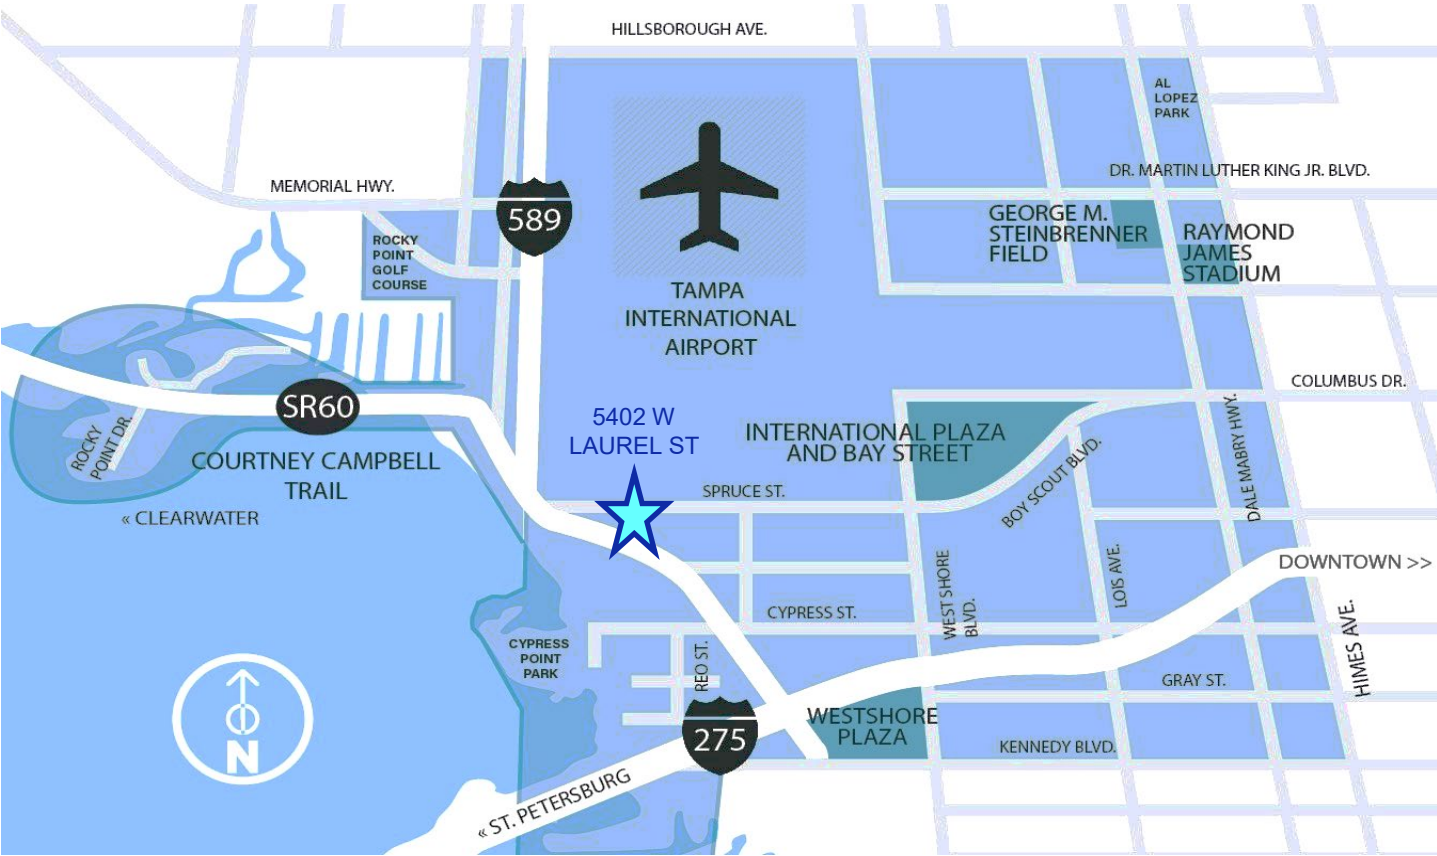 HILLSBOROUGH AVE.
AL
LOPEZ
PARK
DR. MARTIN LUTHER KING JR. BLVD.
MEMORIAL HWY.
589
GEORGE M.
STEINBRENNER
FIELD
RAYMOND
JAMES
STADIUM
ROCKY
POINT
GOLF
COURSE
TAMPA
INTERNATIONAL
AIRPORT
COLUMBUS DR.
SR60
5402 W
LAUREL ST
INTERNATIONAL PLAZA
AND BAY STREET
DALE MABRY HWY.
ROCKY
POINT DR.
COURTNEY CAMPBELL
TRAIL
BOY SCOUT BLVD.
SPRUCE ST.
« CLEARWATER
DOWNTOWN >>
WEST SHORE
BLVD.
LOIS AVE.
CYPRESS ST.
HIMES AVE.
CYPRESS
POINT
PARK
REO ST.
GRAY ST.
N
275
WESTSHORE
PLAZA
KENNEDY BLVD.
« ST. PETERSBURG